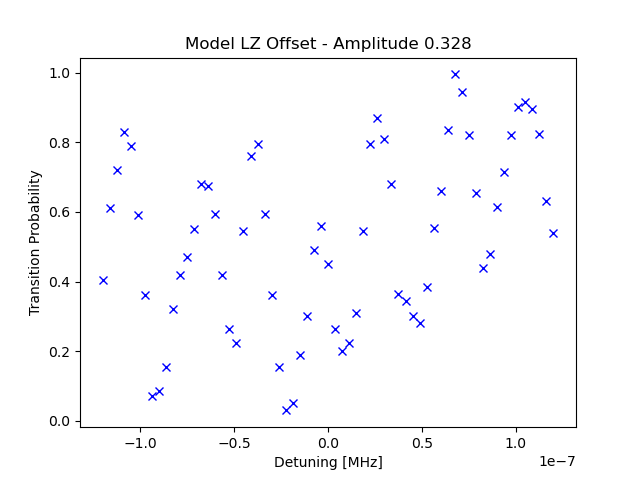 Model LZ Offset - Amplitude 0.328
1.0
0.8
0.6
0.4
0.2
0.0
Transition Probability
−1.0 −0.5 0.0 0.5 1.0
1e−7
Detuning [MHz]